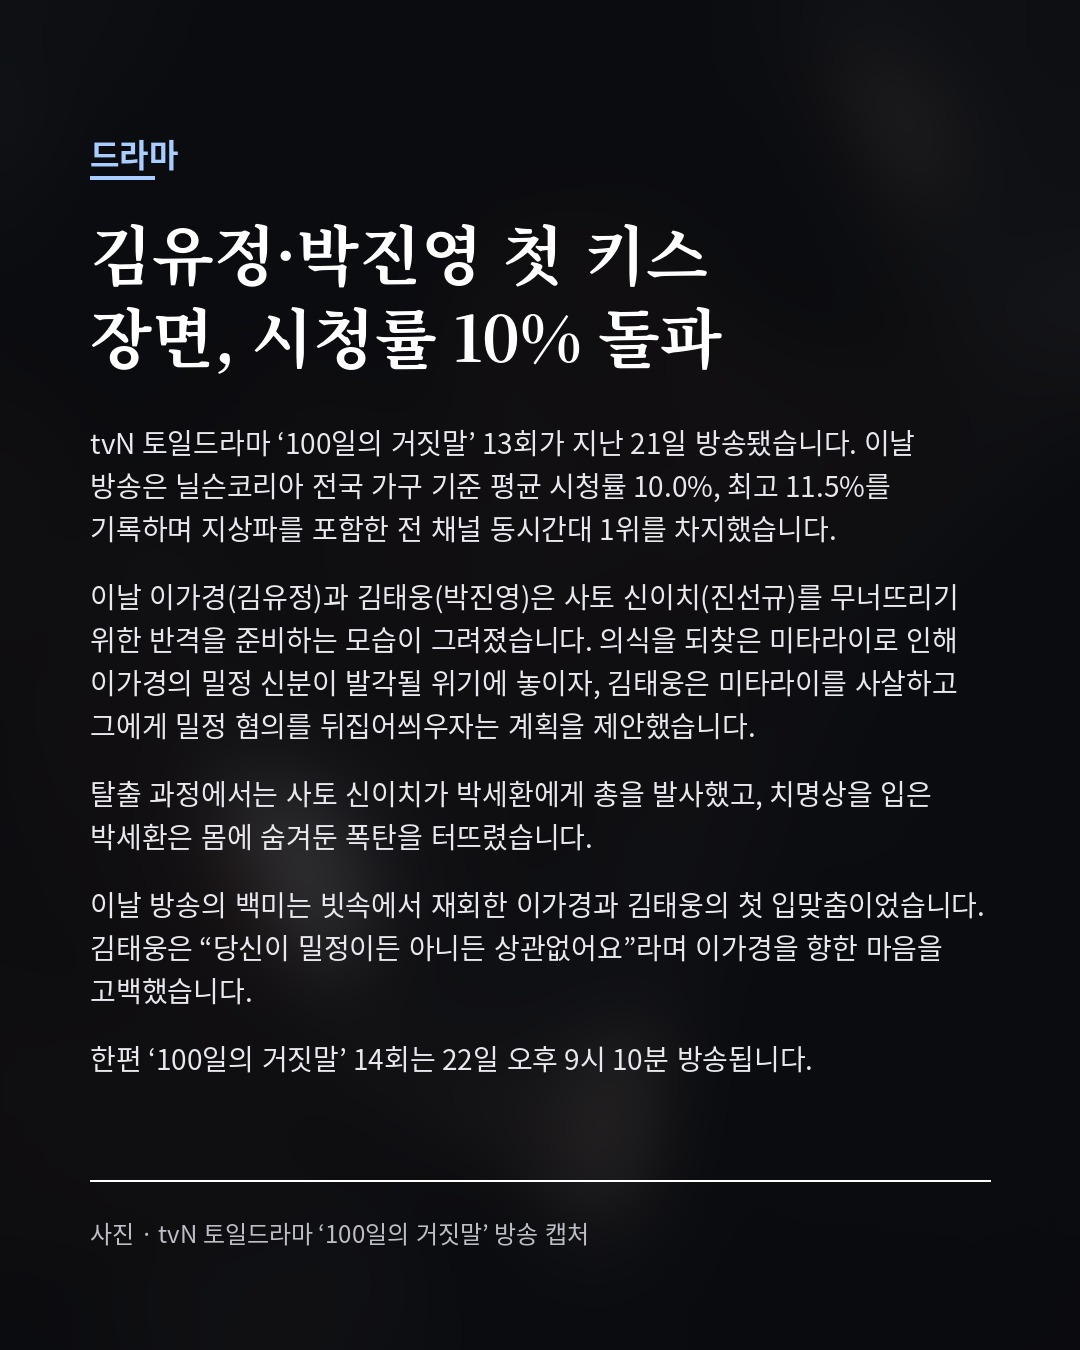 드라마
김유정·박진영 첫 키스
장면, 시청률 10% 돌파
tvN 토일드라마 ‘100일의 거짓말’ 13회가 지난 21일 방송됐습니다. 이날
방송은 닐슨코리아 전국 가구 기준 평균 시청률 10.0%, 최고 11.5%를
기록하며 지상파를 포함한 전 채널 동시간대 1위를 차지했습니다.
이날 이가경(김유정)과 김태웅(박진영)은 사토 신이치(진선규)를 무너뜨리기
위한 반격을 준비하는 모습이 그려졌습니다. 의식을 되찾은 미타라이로 인해
이가경의 밀정 신분이 발각될 위기에 놓이자, 김태웅은 미타라이를 사살하고
그에게 밀정 혐의를 뒤집어씌우자는 계획을 제안했습니다.
탈출 과정에서는 사토 신이치가 박세환에게 총을 발사했고, 치명상을 입은
박세환은 몸에 숨겨둔 폭탄을 터뜨렸습니다.
이날 방송의 백미는 빗속에서 재회한 이가경과 김태웅의 첫 입맞춤이었습니다.
김태웅은 “당신이 밀정이든 아니든 상관없어요”라며 이가경을 향한 마음을
고백했습니다.
한편 ‘100일의 거짓말’ 14회는 22일 오후 9시 10분 방송됩니다.
사진 · tvN 토일드라마 ‘100일의 거짓말’ 방송 캡처